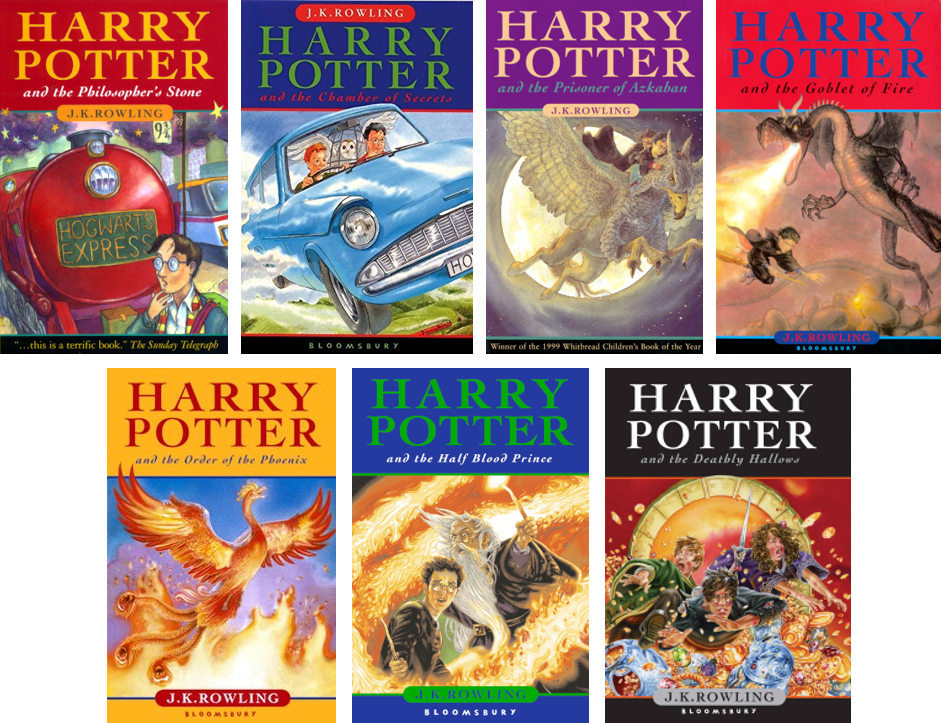 HARRY
POTTER
and the Philosopher's Stone
J.K.ROWLING
9¾
HOGWARTS
EXPRESS
"...this is a terrific book." The Sunday Telegraph
J.K.ROWLING
HARRY
POTTER
and the Chamber of Secrets
HO
BLOOMSBURY
HARRY
POTTER
and the Prisoner of Azkaban
J.K.ROWLING
Winner of the 1999 Whitbread Children's Book of the Year
HARRY
POTTER
and the Goblet of Fire
J.K.ROWLING
BLOOMSBURY
HARRY
POTTER
and the Order of the Phoenix
J.K.ROWLING
BLOOMSBURY
HARRY
POTTER
and the Half Blood Prince
J.K.ROWLING
BLOOMSBURY
HARRY
POTTER
and the Deathly Hallows
J.K.ROWLING
BLOOMSBURY